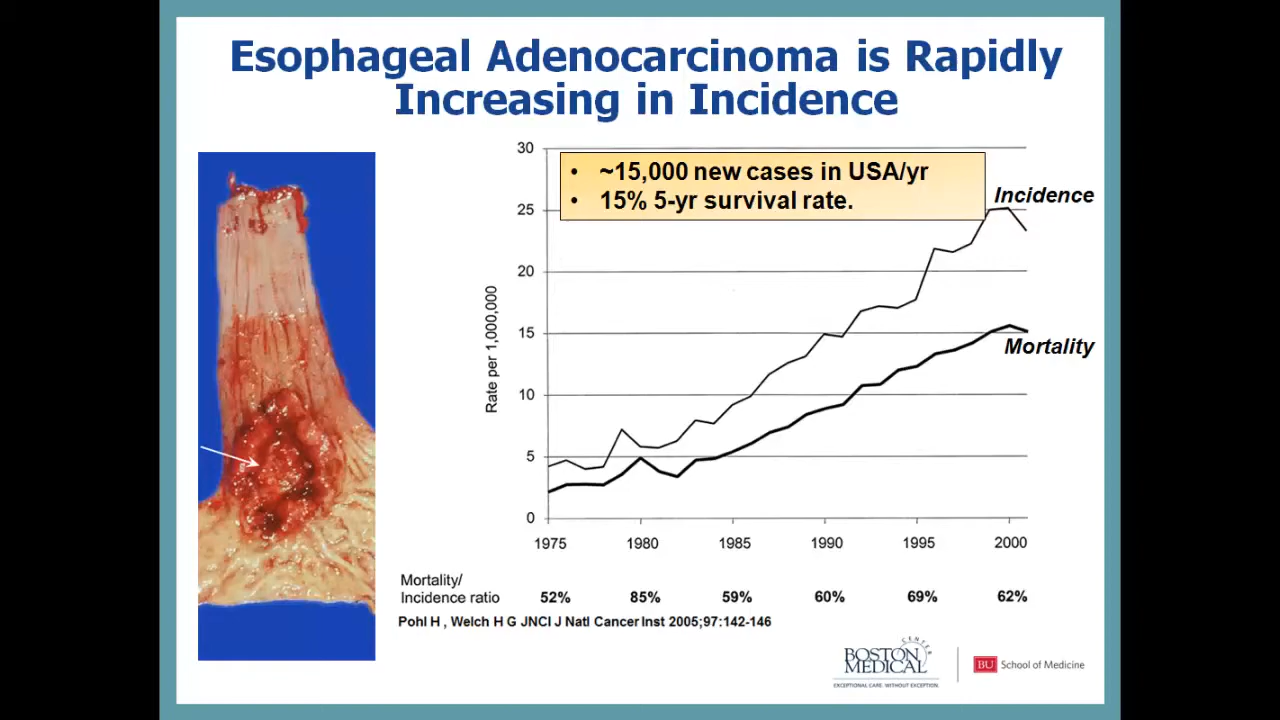 Esophageal Adenocarcinoma is Rapidly
Increasing in Incidence
• ~15,000 new cases in USA/yr
• 15% 5-yr survival rate.
Incidence
Mortality
Rate per 1,000,000
30
25
20
15
10
5
0
1975 1980 1985 1990 1995 2000
Mortality/
Incidence ratio 52% 85% 59% 60% 69% 62%
Pohl H , Welch H G JNCI J Natl Cancer Inst 2005;97:142-146
BOSTON
MEDICAL
CENTER
EXCEPTIONAL CARE. WITHOUT EXCEPTION.
BU School of Medicine